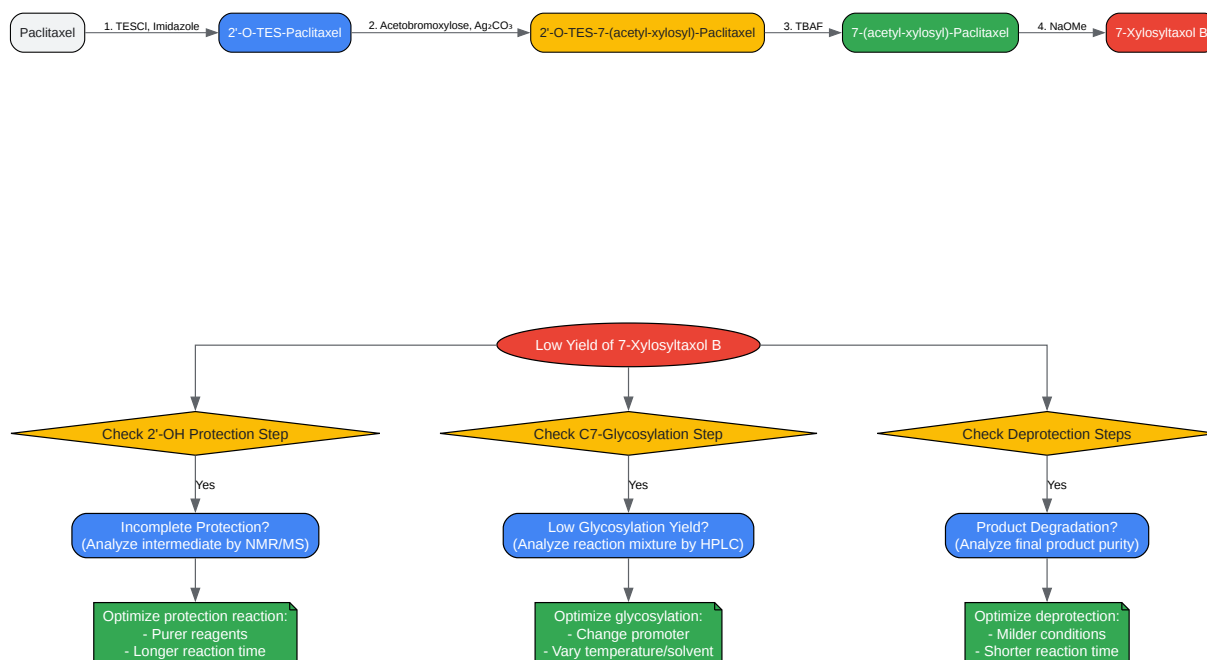 Paclitaxel
1. TESCl, Imidazole
2'-O-TES-Paclitaxel
2. Acetobromoxylose, Ag₂CO₃
2'-O-TES-7-(acetyl-xylosyl)-Paclitaxel
3. TBAF
7-(acetyl-xylosyl)-Paclitaxel
4. NaOMe
7-Xylosyltaxol B
Low Yield of 7-Xylosyltaxol B
Check 2'-OH Protection Step
Check C7-Glycosylation Step
Check Deprotection Steps
Yes
Yes
Yes
Incomplete Protection?
(Analyze intermediate by NMR/MS)
Low Glycosylation Yield?
(Analyze reaction mixture by HPLC)
Product Degradation?
(Analyze final product purity)
Optimize protection reaction:
- Purer reagents
- Longer reaction time
Optimize glycosylation:
- Change promoter
- Vary temperature/solvent
Optimize deprotection:
- Milder conditions
- Shorter reaction time